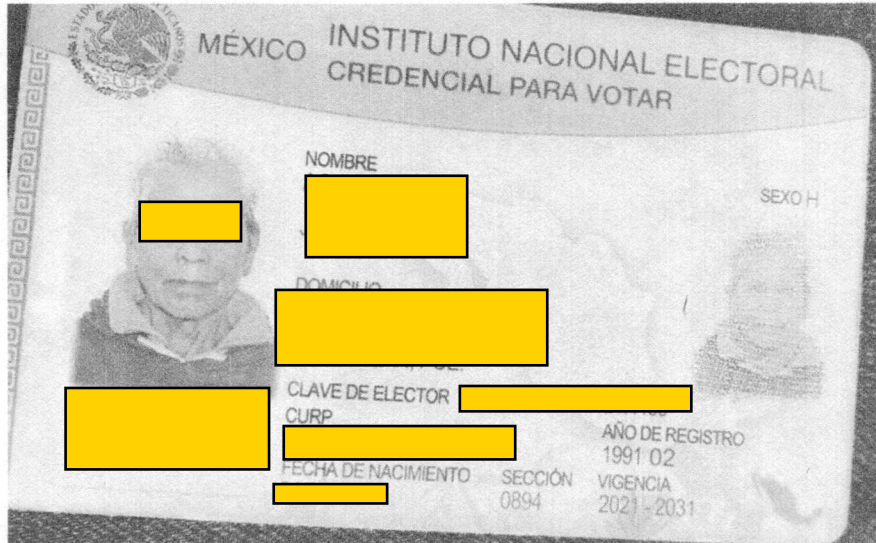 MÉXICO INSTITUTO NACIONAL ELECTORAL
CREDENCIAL PARA VOTAR
NOMBRE
SEXO H
DOMICILIO
CLAVE DE ELECTOR
CURP
AÑO DE REGISTRO
1991 02
FECHA DE NACIMIENTO
SECCIÓN
0894
VIGENCIA
2021 - 2031